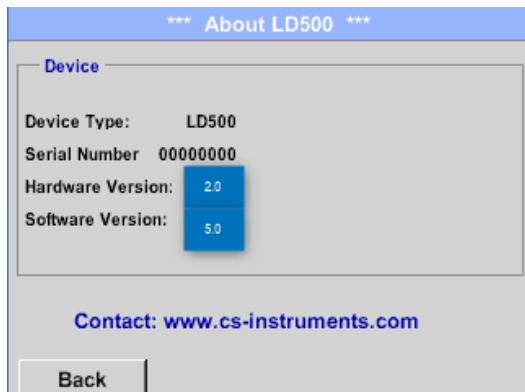 *** About LD500 ***
Device
Device Type: LD500
Serial Number 00000000
Hardware Version: 2.0
Software Version: 5.0
Contact: www.cs-instruments.com
Back